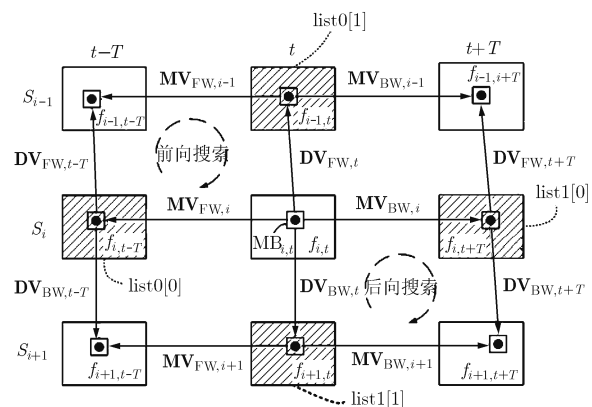 list0[1]
t−T t t+T
S_{i-1} MV_{FW,i-1} MV_{BW,i-1} f_{i-1,i+T}
f_{i-1,t-T} f_{i-1,t}
DV_{FW,t-T} 前向搜索 DV_{FW,t} DV_{FW,t+T}
MV_{FW,i} MV_{BW,i} list1[0]
S_i MB_{i,t} f_{i,t-T} f_{i,t} f_{i,t+T}
DV_{BW,t-T} list0[0] DV_{BW,t} 后向搜索 DV_{BW,t+T}
S_{i+1} MV_{FW,i+1} MV_{BW,i+1}
f_{i+1,t-T} f_{i+1,t} f_{i+1,t+T}
list1[1]